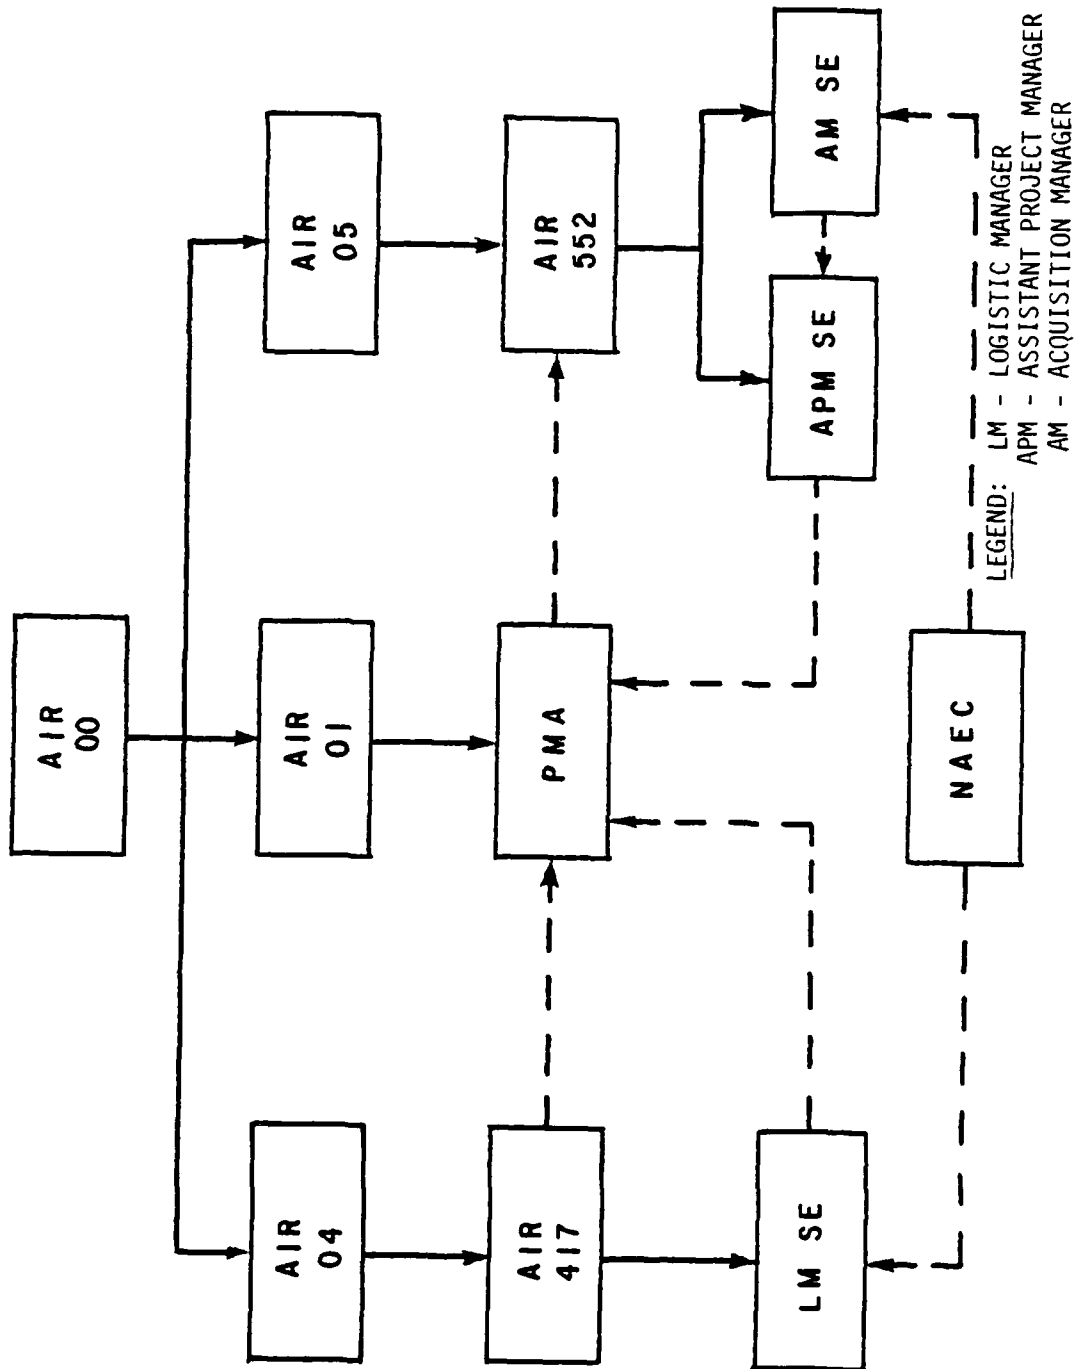 AIR
00
AIR
04
AIR
01
AIR
05
AIR
417
PMA
AIR
552
LM SE
APM SE
AM SE
NAEC
LEGEND: LM - LOGISTIC MANAGER
APM - ASSISTANT PROJECT MANAGER
AM - ACQUISITION MANAGER